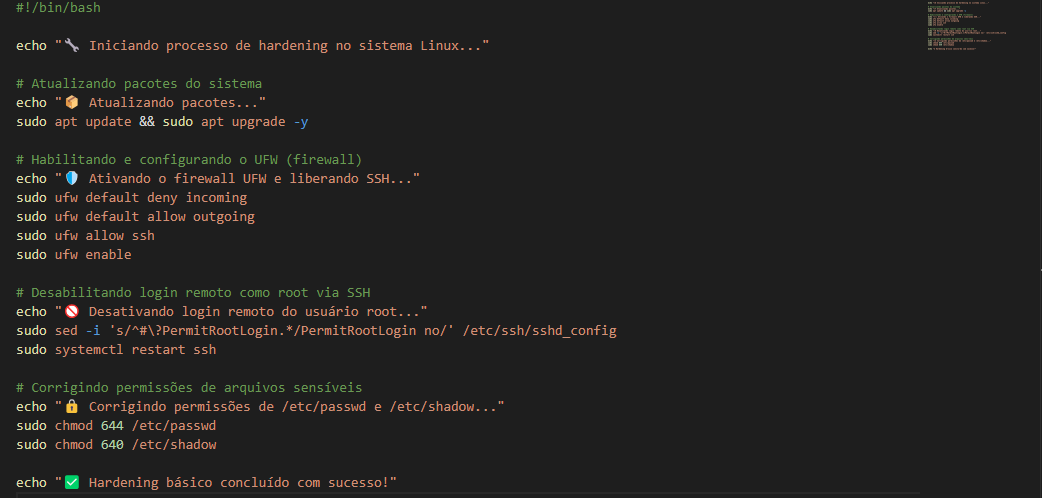 #!/bin/bash
echo "🔧 Iniciando processo de hardening no sistema Linux..."
# Atualizando pacotes do sistema
echo "📦 Atualizando pacotes..."
sudo apt update && sudo apt upgrade -y
# Habilitando e configurando o UFW (firewall)
echo "🛡️ Ativando o firewall UFW e liberando SSH..."
sudo ufw default deny incoming
sudo ufw default allow outgoing
sudo ufw allow ssh
sudo ufw enable
# Desabilitando login remoto como root via SSH
echo "🚫 Desativando login remoto do usuário root..."
sudo sed -i 's/^#\?PermitRootLogin.*/PermitRootLogin no/' /etc/ssh/sshd_config
sudo systemctl restart ssh
# Corrigindo permissões de arquivos sensíveis
echo "🔒 Corrigindo permissões de /etc/passwd e /etc/shadow..."
sudo chmod 644 /etc/passwd
sudo chmod 640 /etc/shadow
echo "✅ Hardening básico concluído com sucesso!"